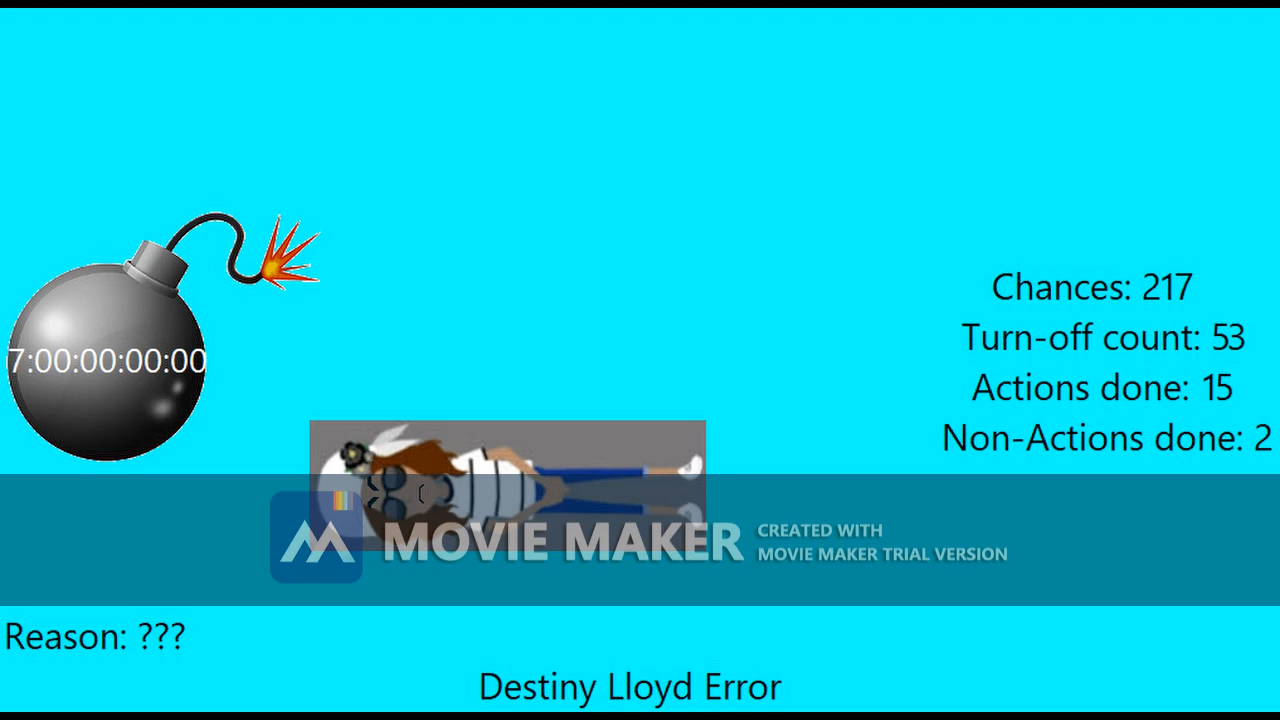 Chances: 217
Turn-off count: 53
7:00:00:00:00
Actions done: 15
Non-Actions done: 2
MOVIE MAKER
CREATED WITH
MOVIE MAKER TRIAL VERSION
Reason: ???
Destiny Lloyd Error